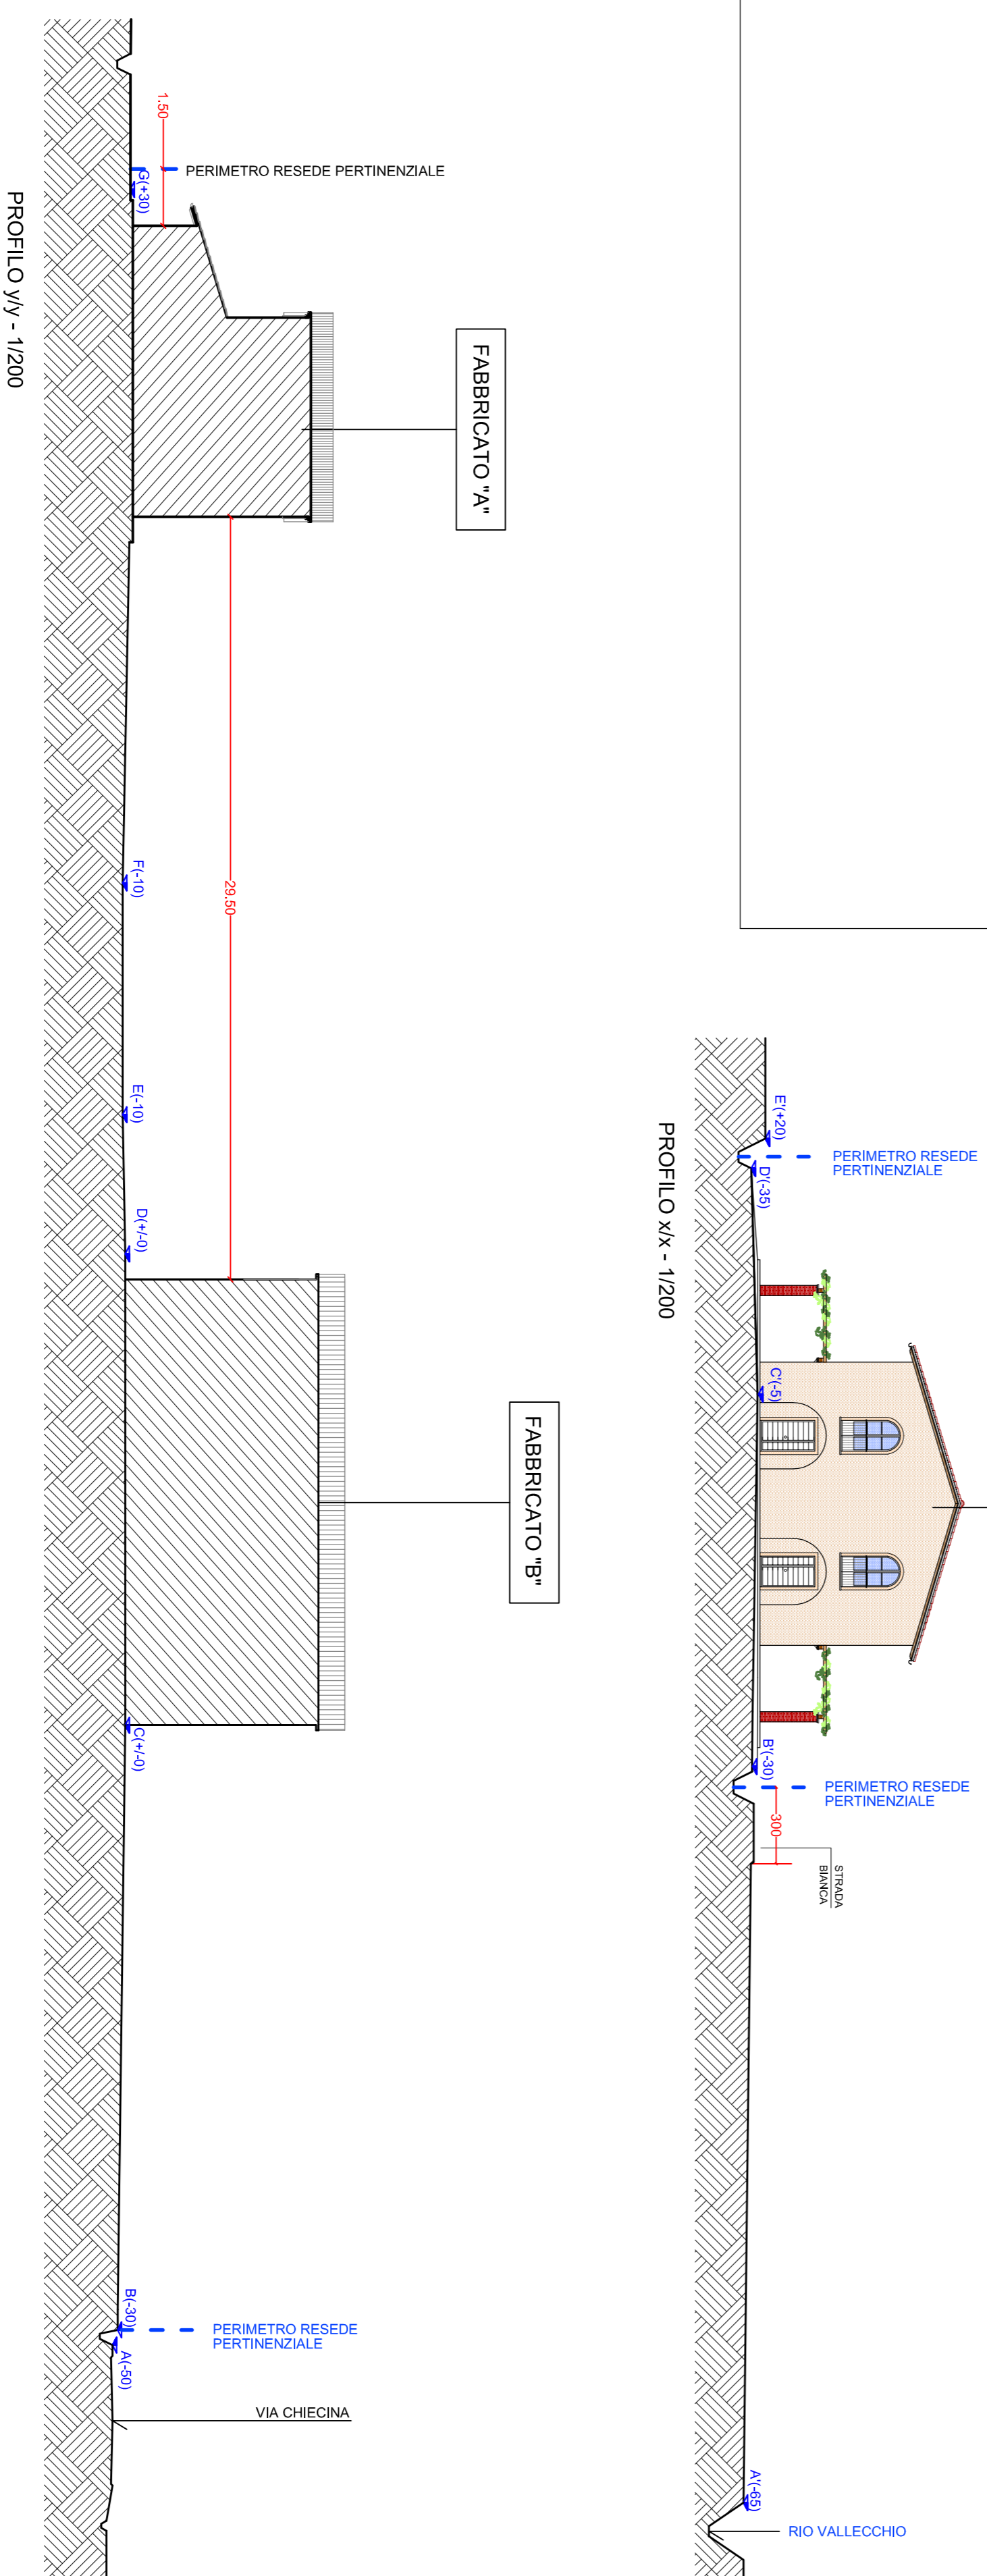 1.50
PERIMETRO RESEDE PERTINENZIALE
G(+30)
FABBRICATO "A"
29.50
F(-10)
E(-10)
D(+/-0)
FABBRICATO "B"
C(+/-0)
B(-30)
PERIMETRO RESEDE
PERTINENZIALE
A(-50)
VIA CHIECINA
PROFILO y/y - 1/200
E'(+20)
PERIMETRO RESEDE
PERTINENZIALE
D'(-35)
C'(-5)
B'(-30)
PERIMETRO RESEDE
PERTINENZIALE
300
STRADA
BIANCA
A'(-65)
RIO VALLECCHIO
PROFILO x/x - 1/200